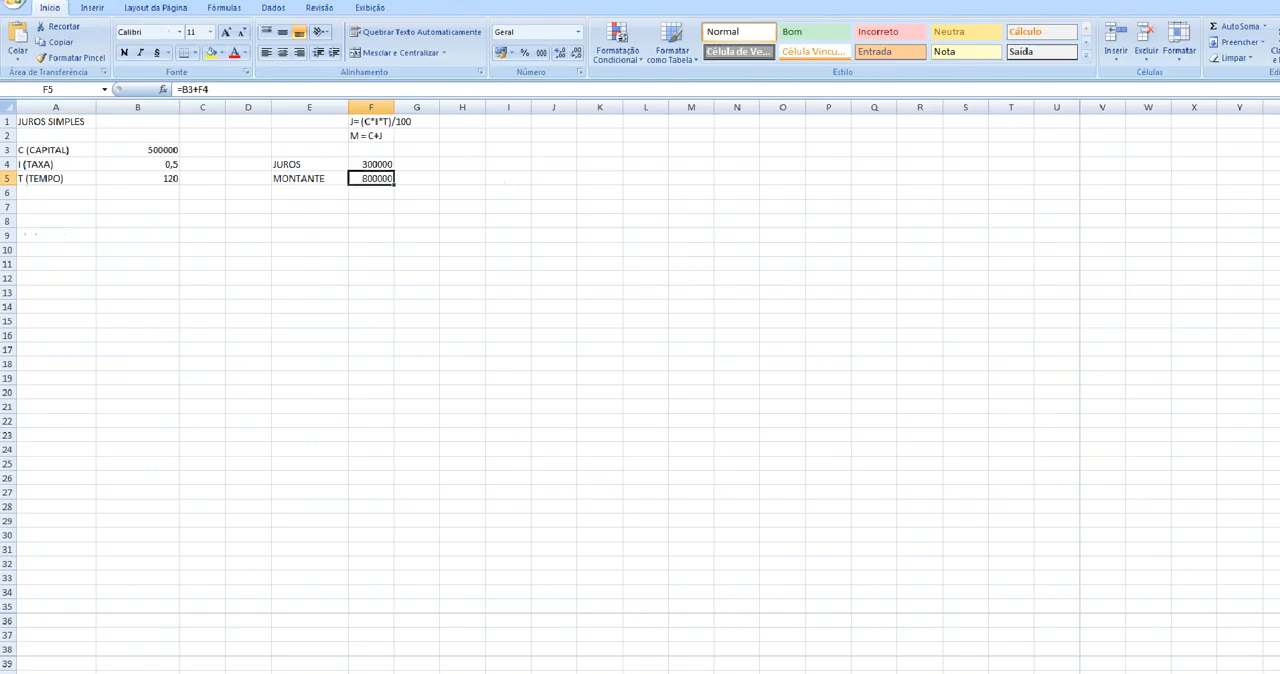 Início Inserir Layout da Página Fórmulas Dados Revisão Exibição
Recortar
Copiar
Formatar Pincel
Colar
Área de Transferência
Calibri 11
N I S
Fonte
Quebrar Texto Automaticamente
Mesclar e Centralizar
Alinhamento
Geral
% 000
Número
Formatação Condicional
Formatar como Tabela
Normal Bom Incorreto Neutra Cálculo
Célula de Ve... Célula Vincu... Entrada Nota Saída
Estilo
Inserir Excluir Formatar
Células
AutoSoma
Preencher
Limpar
F5 fx =B3+F4
A B C D E F G H I J K L M N O P Q R S T U V W X Y
1 JUROS SIMPLES J= (C*I*T)/100
2 M = C+J
3 C (CAPITAL) 500000
4 I (TAXA) 0,5 JUROS 300000
5 T (TEMPO) 120 MONTANTE 800000
6
7
8
9
10
11
12
13
14
15
16
17
18
19
20
21
22
23
24
25
26
27
28
29
30
31
32
33
34
35
36
37
38
39